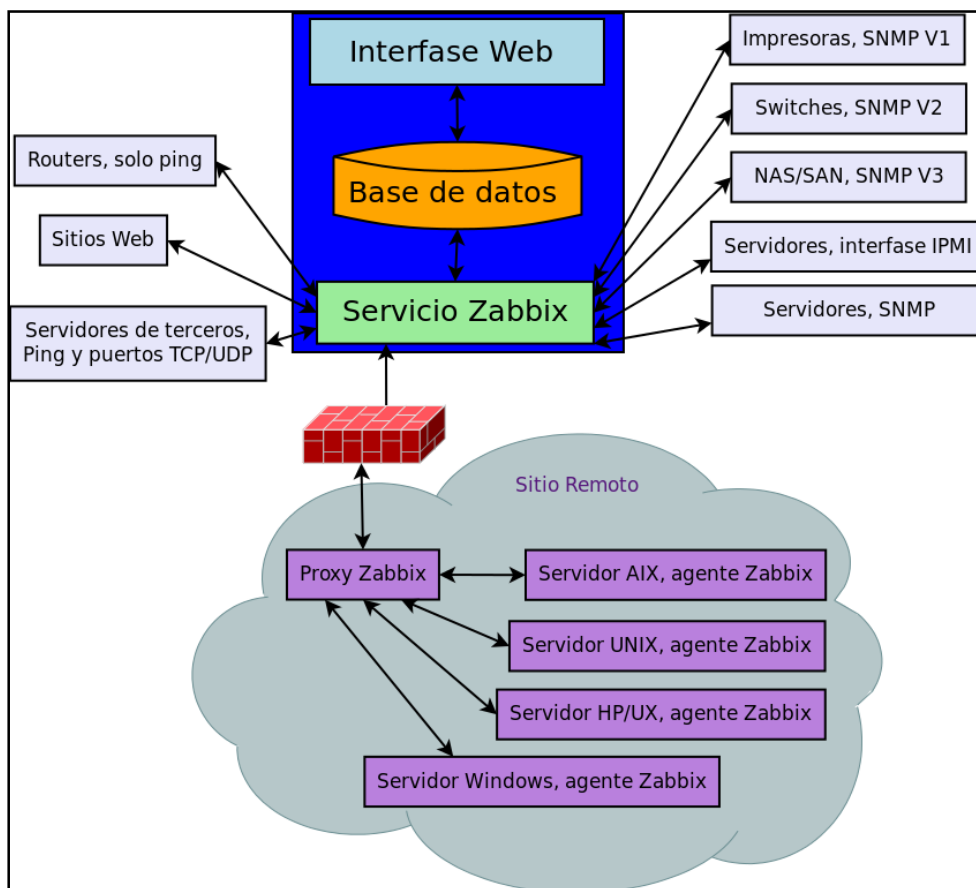 Interfase Web
Base de datos
Servicio Zabbix
Routers, solo ping
Sitios Web
Servidores de terceros,
Ping y puertos TCP/UDP
Impresoras, SNMP V1
Switches, SNMP V2
NAS/SAN, SNMP V3
Servidores, interfase IPMI
Servidores, SNMP
Sitio Remoto
Proxy Zabbix
Servidor AIX, agente Zabbix
Servidor UNIX, agente Zabbix
Servidor HP/UX, agente Zabbix
Servidor Windows, agente Zabbix